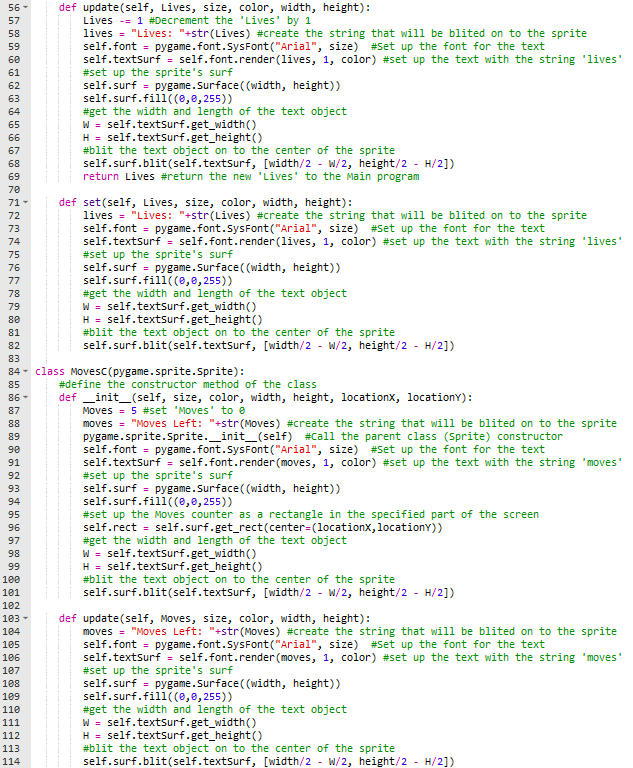 56 def update(self, Lives, size, color, width, height):
57 Lives -= 1 #Decrement the 'Lives' by 1
58 lives = "Lives: "+str(Lives) #create the string that will be blited on to the sprite
59 self.font = pygame.font.SysFont("Arial", size)  #Set up the font for the text
60 self.textSurf = self.font.render(lives, 1, color) #set up the text with the string 'lives'
61 #set up the sprite's surf
62 self.surf = pygame.Surface((width, height))
63 self.surf.fill((0,0,255))
64 #get the width and length of the text object
65 W = self.textSurf.get_width()
66 H = self.textSurf.get_height()
67 #blit the text object on to the center of the sprite
68 self.surf.blit(self.textSurf, [width/2 - W/2, height/2 - H/2])
69 return Lives #return the new 'Lives' to the Main program
70
71 def set(self, Lives, size, color, width, height):
72 lives = "Lives: "+str(Lives) #create the string that will be blited on to the sprite
73 self.font = pygame.font.SysFont("Arial", size)  #Set up the font for the text
74 self.textSurf = self.font.render(lives, 1, color) #set up the text with the string 'lives'
75 #set up the sprite's surf
76 self.surf = pygame.Surface((width, height))
77 self.surf.fill((0,0,255))
78 #get the width and length of the text object
79 W = self.textSurf.get_width()
80 H = self.textSurf.get_height()
81 #blit the text object on to the center of the sprite
82 self.surf.blit(self.textSurf, [width/2 - W/2, height/2 - H/2])
83
84 class MovesC(pygame.sprite.Sprite):
85 #define the constructor method of the class
86 def __init__(self, size, color, width, height, locationX, locationY):
87 Moves = 5 #set 'Moves' to 0
88 moves = "Moves Left: "+str(Moves) #create the string that will be blited on to the sprite
89 pygame.sprite.Sprite.__init__(self)  #Call the parent class (Sprite) constructor
90 self.font = pygame.font.SysFont("Arial", size)  #Set up the font for the text
91 self.textSurf = self.font.render(moves, 1, color) #set up the text with the string 'moves'
92 #set up the sprite's surf
93 self.surf = pygame.Surface((width, height))
94 self.surf.fill((0,0,255))
95 #set up the Moves counter as a rectangle in the specified part of the screen
96 self.rect = self.surf.get_rect(center=(locationX,locationY))
97 #get the width and length of the text object
98 W = self.textSurf.get_width()
99 H = self.textSurf.get_height()
100 #blit the text object on to the center of the sprite
101 self.surf.blit(self.textSurf, [width/2 - W/2, height/2 - H/2])
102
103 def update(self, Moves, size, color, width, height):
104 moves = "Moves Left: "+str(Moves) #create the string that will be blited on to the sprite
105 self.font = pygame.font.SysFont("Arial", size)  #Set up the font for the text
106 self.textSurf = self.font.render(moves, 1, color) #set up the text with the string 'moves'
107 #set up the sprite's surf
108 self.surf = pygame.Surface((width, height))
109 self.surf.fill((0,0,255))
110 #get the width and length of the text object
111 W = self.textSurf.get_width()
112 H = self.textSurf.get_height()
113 #blit the text object on to the center of the sprite
114 self.surf.blit(self.textSurf, [width/2 - W/2, height/2 - H/2])